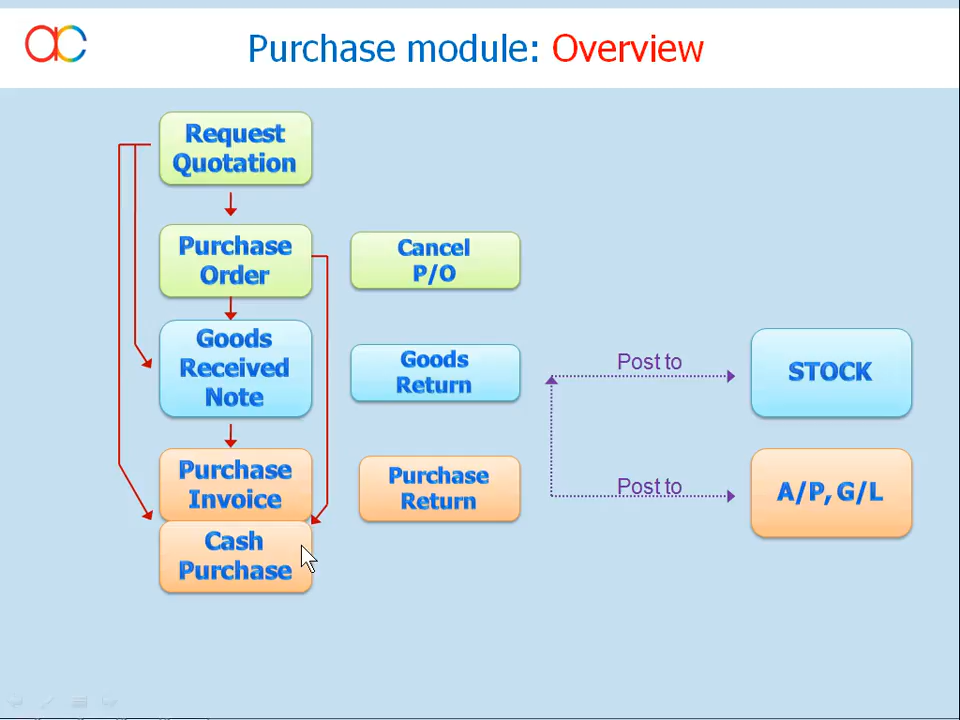 ac
Purchase module: Overview
Request
Quotation
Purchase
Order
Cancel
P/O
Goods
Received
Note
Goods
Return
Post to
STOCK
Purchase
Invoice
Purchase
Return
Post to
A/P, G/L
Cash
Purchase